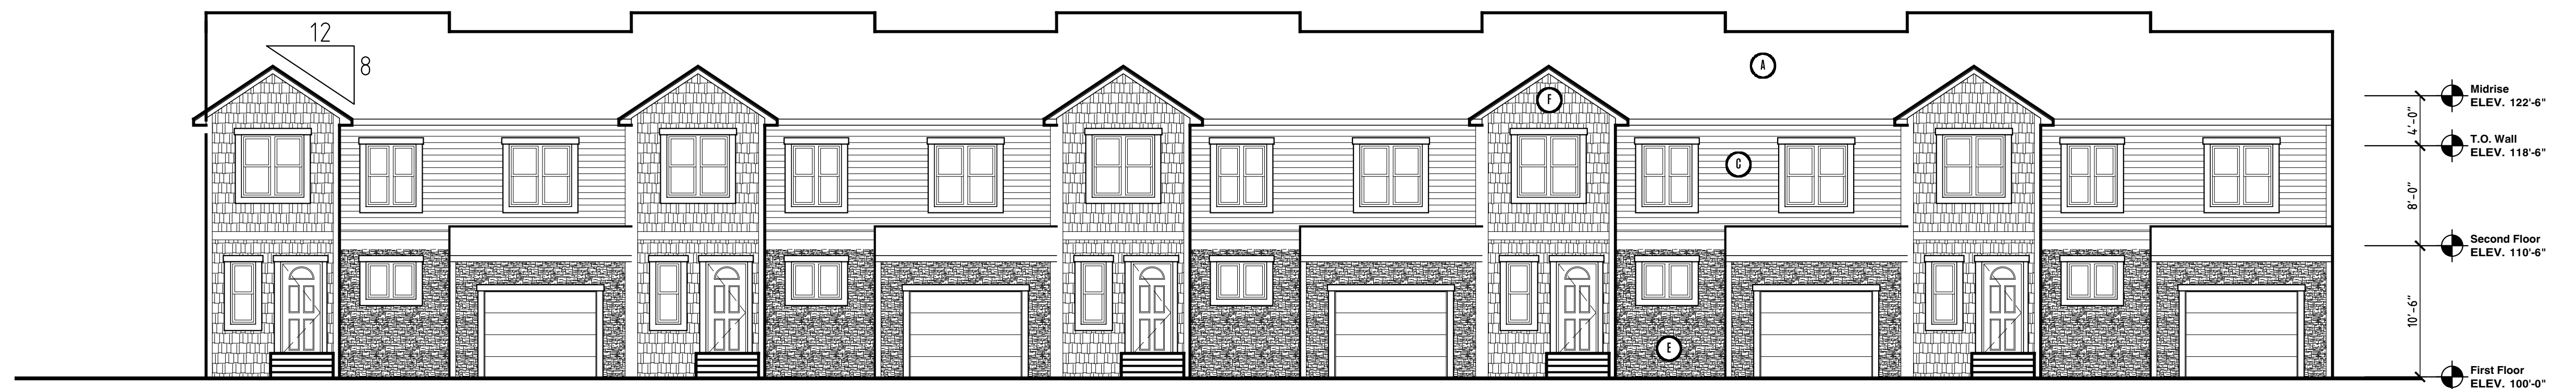 12
8
A
F
Midrise
ELEV. 122'-6"
4'-0"
T.O. Wall
ELEV. 118'-6"
C
8'-0"
Second Floor
ELEV. 110'-6"
10'-6"
E
First Floor
ELEV. 100'-0"